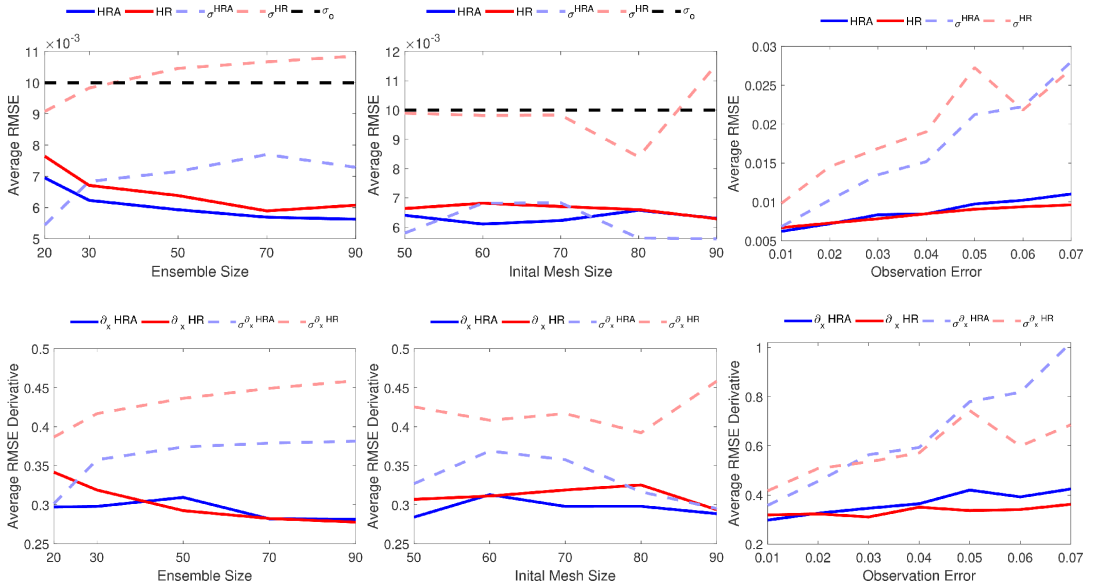 HRA HR σ^HRA σ^HR σ_o
×10^-3
11
10
9
8
7
6
5
20 30 50 70 90
Ensemble Size
Average RMSE
HRA HR σ^HRA σ^HR σ_o
×10^-3
12
11
10
9
8
7
6
50 60 70 80 90
Inital Mesh Size
Average RMSE
HRA HR σ^HRA σ^HR
0.03
0.025
0.02
0.015
0.01
0.005
0.01 0.02 0.03 0.04 0.05 0.06 0.07
Observation Error
Average RMSE
∂_x HRA ∂_x HR σ^∂_x HRA σ^∂_x HR
0.5
0.45
0.4
0.35
0.3
0.25
20 30 50 70 90
Ensemble Size
Average RMSE Derivative
∂_x HRA ∂_x HR σ^∂_x HRA σ^∂_x HR
0.5
0.45
0.4
0.35
0.3
0.25
50 60 70 80 90
Inital Mesh Size
Average RMSE Derivative
∂_x HRA ∂_x HR σ^∂_x HRA σ^∂_x HR
1
0.8
0.6
0.4
0.2
0.01 0.02 0.03 0.04 0.05 0.06 0.07
Observation Error
Average RMSE Derivative